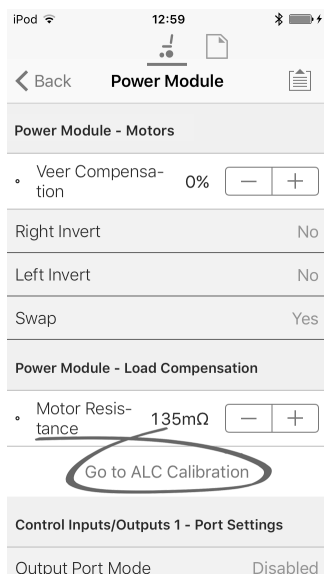 iPod 12:59
Back Power Module
Power Module - Motors
Veer Compensa-
tion 0% − +
Right Invert No
Left Invert No
Swap Yes
Power Module - Load Compensation
Motor Resis-
tance 135mΩ − +
Go to ALC Calibration
Control Inputs/Outputs 1 - Port Settings
Output Port Mode Disabled